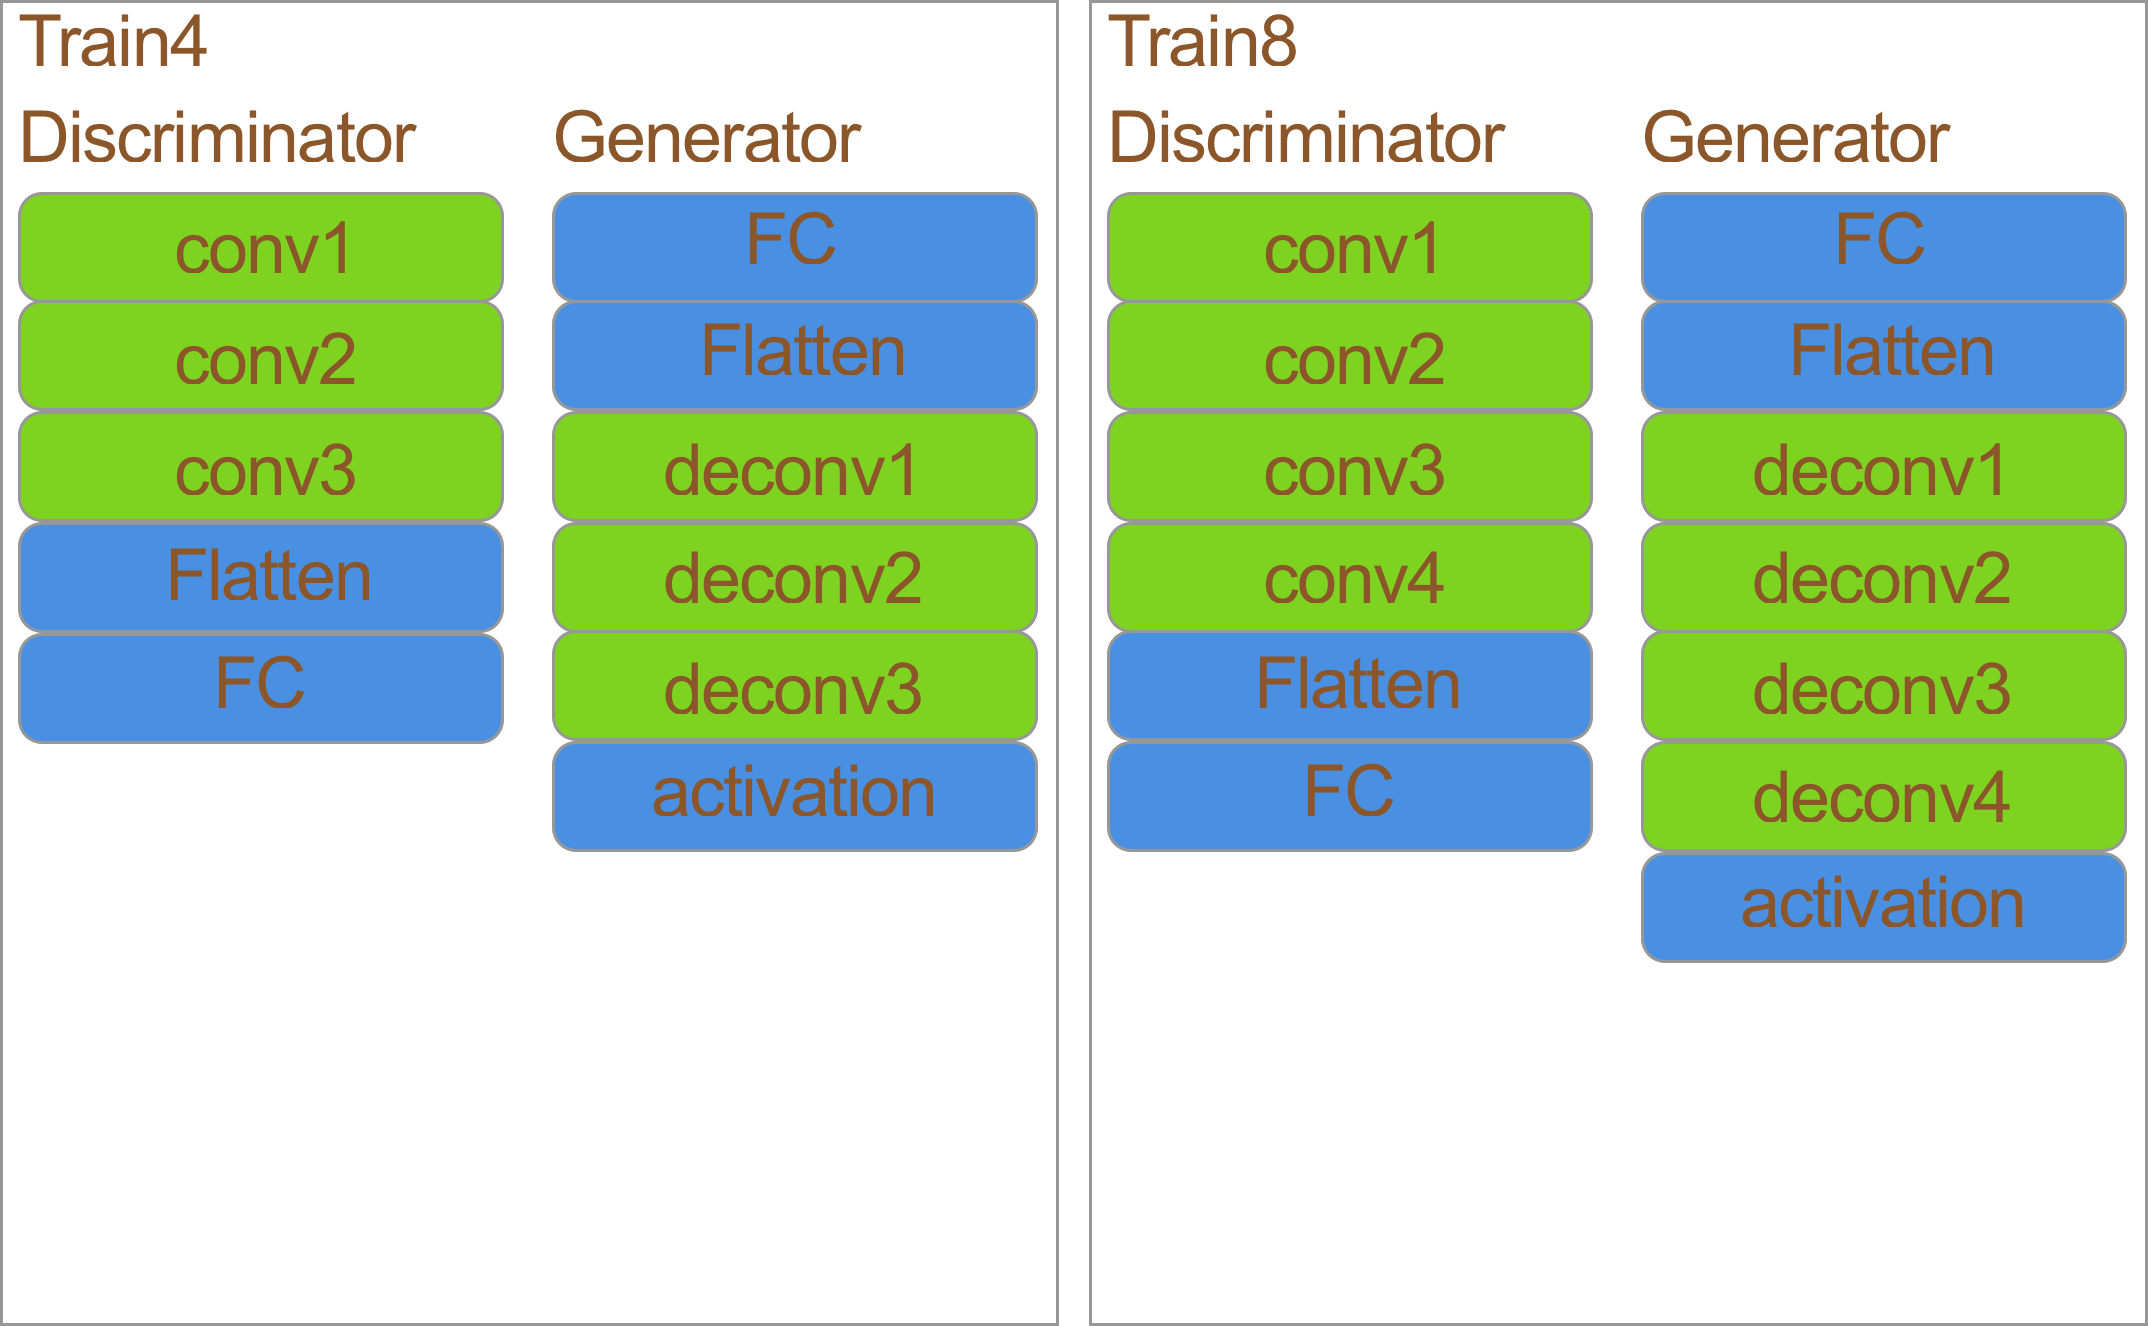 Train4
Discriminator
conv1
conv2
conv3
Flatten
FC
Generator
FC
Flatten
deconv1
deconv2
deconv3
activation
Train8
Discriminator
conv1
conv2
conv3
conv4
Flatten
FC
Generator
FC
Flatten
deconv1
deconv2
deconv3
deconv4
activation